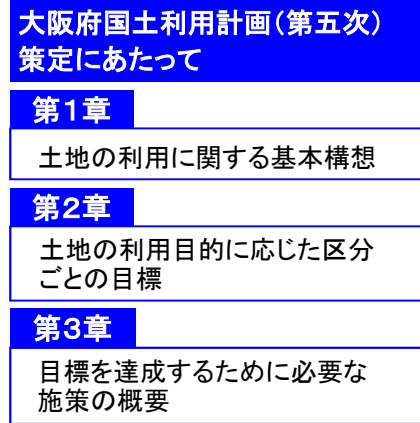 大阪府国土利用計画（第五次）
策定にあたって
第1章
土地の利用に関する基本構想
第2章
土地の利用目的に応じた区分
ごとの目標
第3章
目標を達成するために必要な
施策の概要